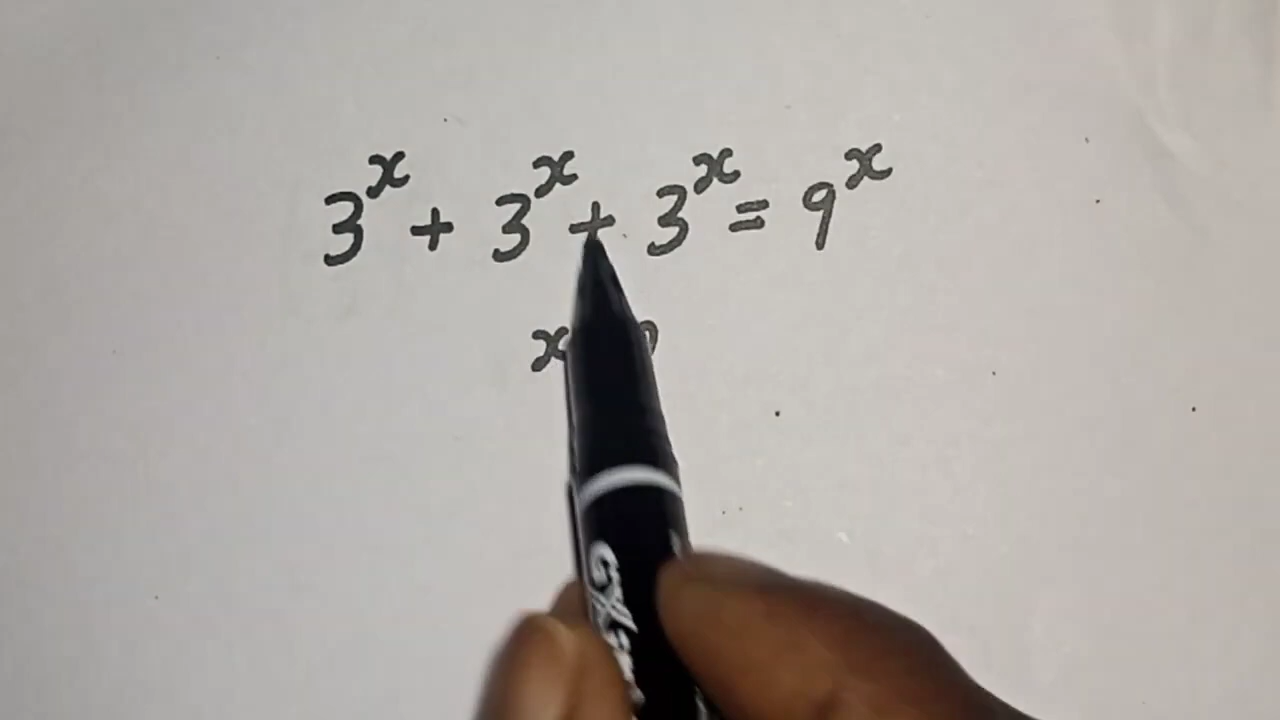 3^x + 3^x + 3^x = 9^x
x